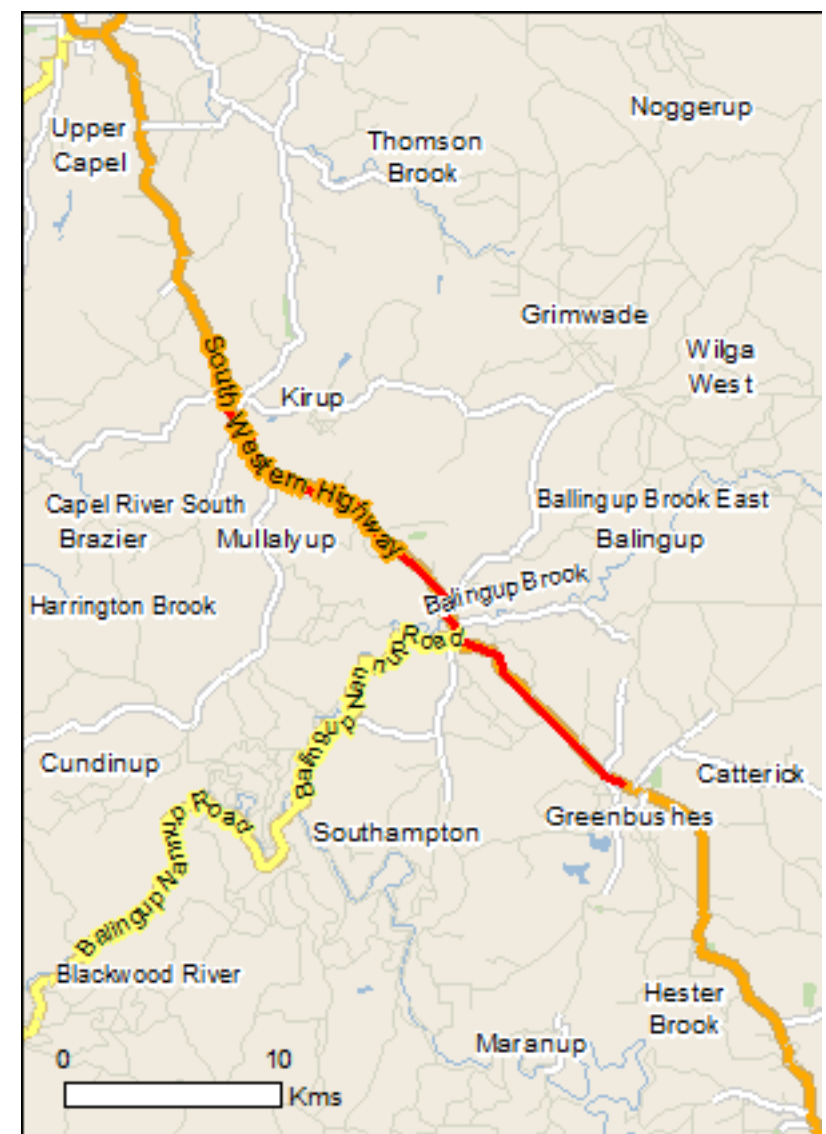 Noggerup
Upper
Capel
Thomson
Brook
Grimwade
Wilga
West
South Western Highway
Kirup
Capel River South
Ballingup Brook East
Brazier
Mullalyup
Balingup
Balingup Brook
Harrington Brook
Balingup Nannup Road
Cundinup
Catterick
Balingup Nannup Road
Greenbushes
Southampton
Blackwood River
Hester
Brook
Maranup
0 10
Kms